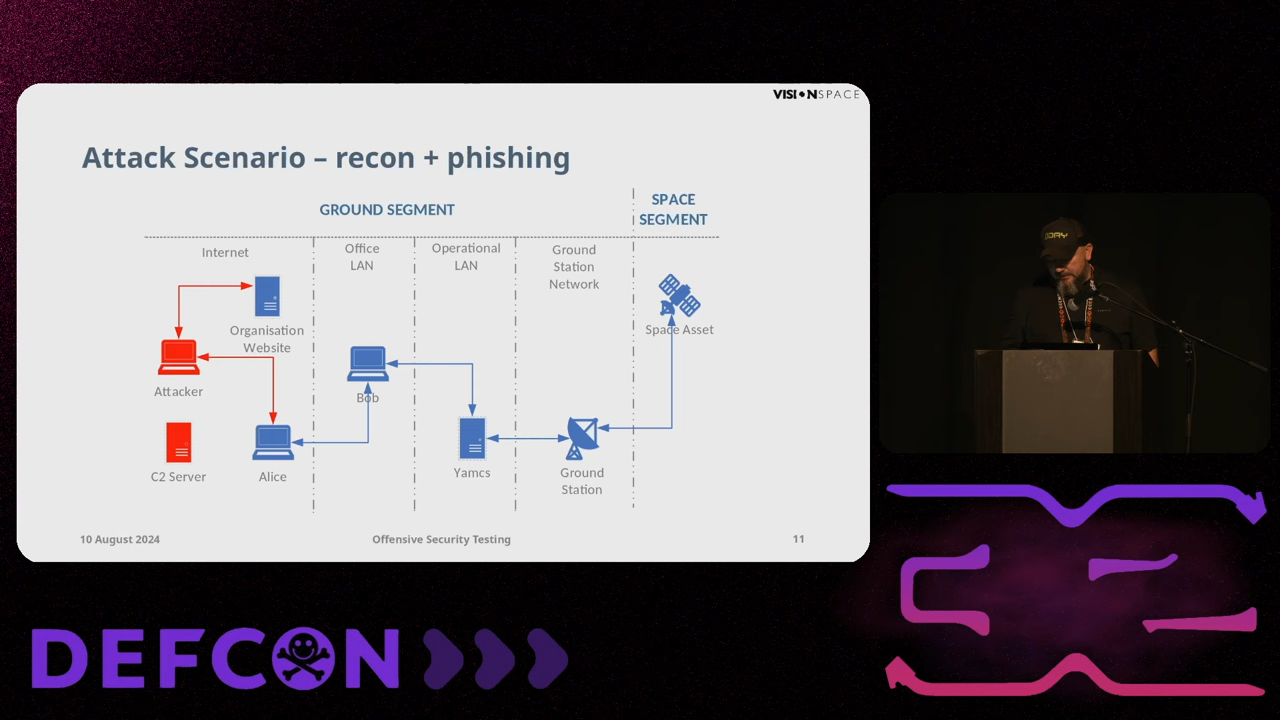 VISIONSPACE
Attack Scenario – recon + phishing
GROUND SEGMENT
SPACE
SEGMENT
Internet
Office
LAN
Operational
LAN
Ground
Station
Network
Organisation
Website
Space Asset
Attacker
Bob
C2 Server
Alice
Yamcs
Ground
Station
10 August 2024
Offensive Security Testing
11
DEFCON